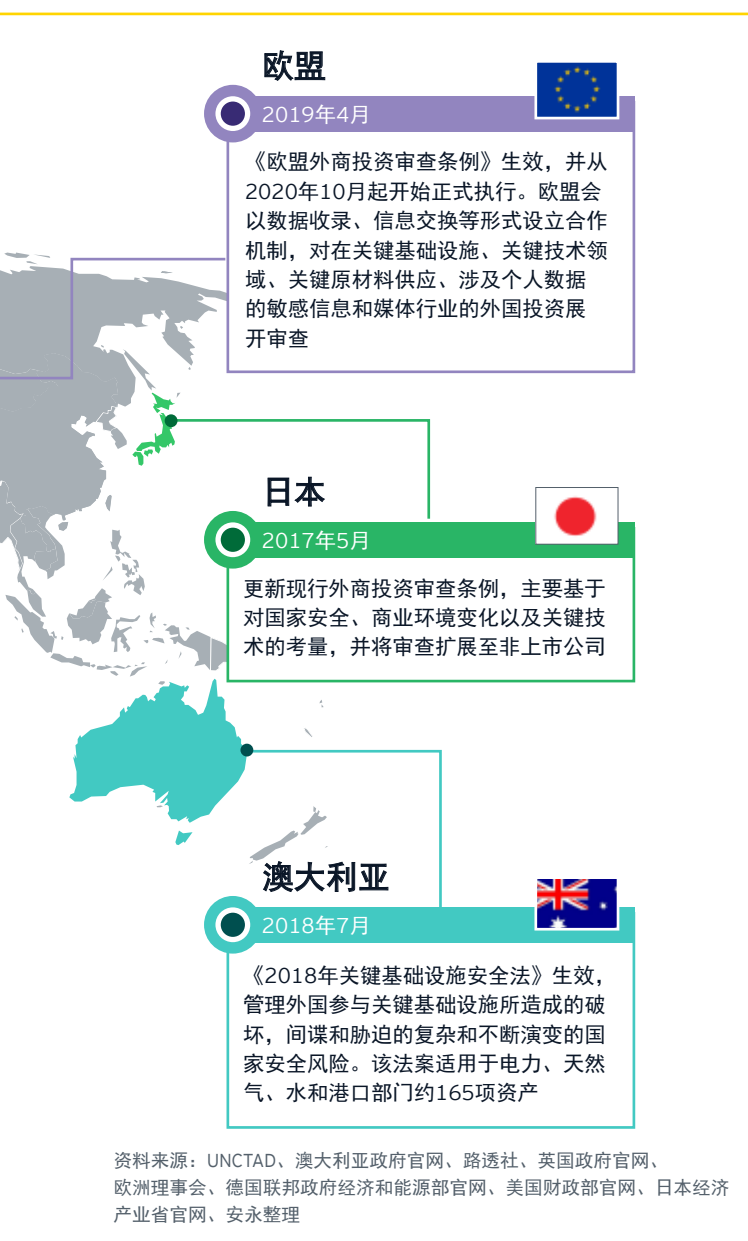 欧盟
2019年4月
《欧盟外商投资审查条例》生效，并从
2020年10月起开始正式执行。欧盟会
以数据收录、信息交换等形式设立合作
机制，对在关键基础设施、关键技术领
域、关键原材料供应、涉及个人数据
的敏感信息和媒体行业的外国投资展
开审查
日本
2017年5月
更新现行外商投资审查条例，主要基于
对国家安全、商业环境变化以及关键技
术的考量，并将审查扩展至非上市公司
澳大利亚
2018年7月
《2018年关键基础设施安全法》生效，
管理外国参与关键基础设施所造成的破
坏，间谍和胁迫的复杂和不断演变的国
家安全风险。该法案适用于电力、天然
气、水和港口部门约165项资产
资料来源：UNCTAD、澳大利亚政府官网、路透社、英国政府官网、
欧洲理事会、德国联邦政府经济和能源部官网、美国财政部官网、日本经济
产业省官网、安永整理